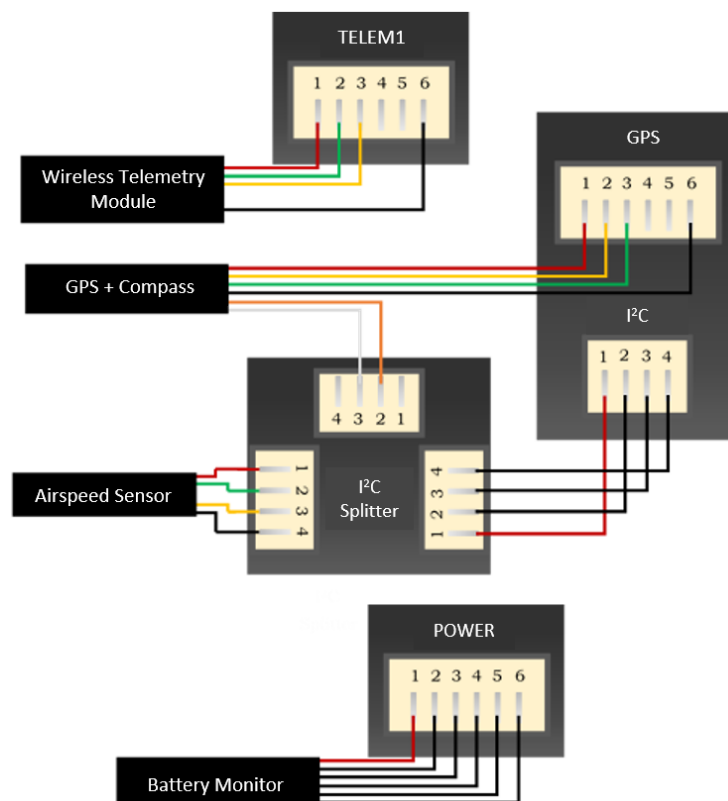 TELEM1
1 2 3 4 5 6
Wireless Telemetry
Module
GPS
1 2 3 4 5 6
GPS + Compass
I²C
1 2 3 4
4 3 2 1
Airspeed Sensor
1
2
3
4
I²C
Splitter
4
3
2
1
POWER
1 2 3 4 5 6
Battery Monitor